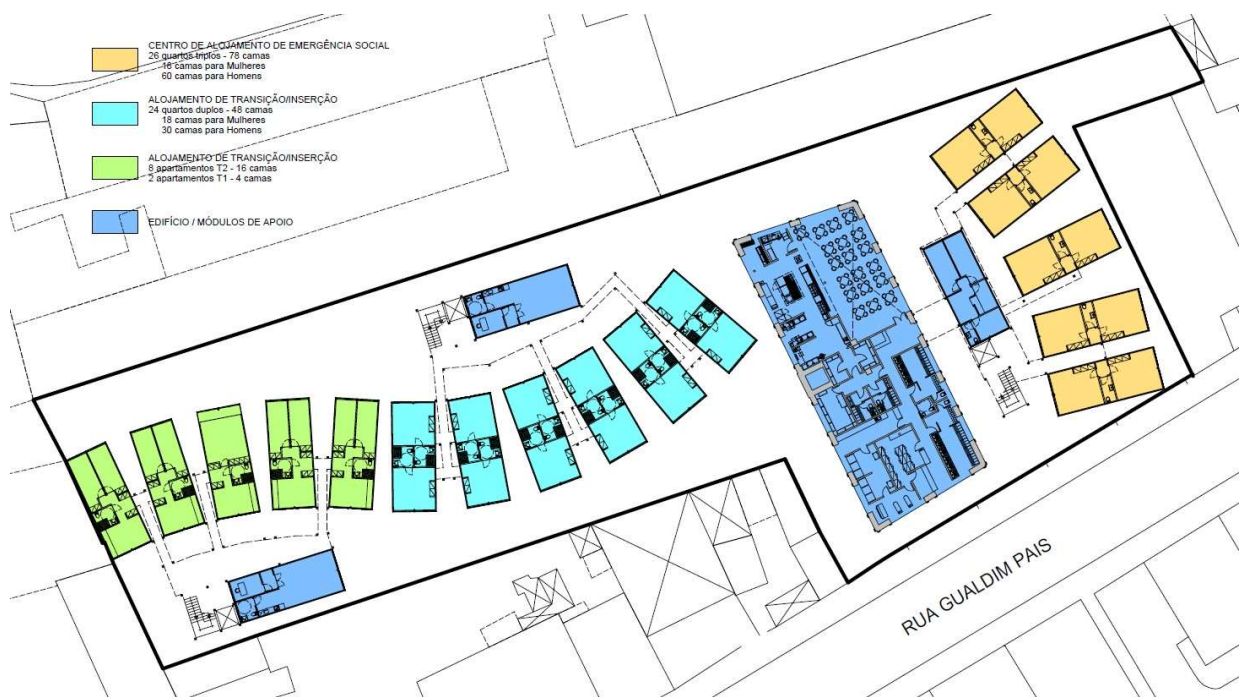 CENTRO DE ALOJAMENTO DE EMERGÊNCIA SOCIAL
26 quartos triplos - 78 camas
16 camas para Mulheres
60 camas para Homens
ALOJAMENTO DE TRANSIÇÃO/INSERÇÃO
24 quartos duplos - 48 camas
18 camas para Mulheres
30 camas para Homens
ALOJAMENTO DE TRANSIÇÃO/INSERÇÃO
8 apartamentos T2 - 16 camas
2 apartamentos T1 - 4 camas
EDIFÍCIO / MÓDULOS DE APOIO
RUA GUALDIM PAIS